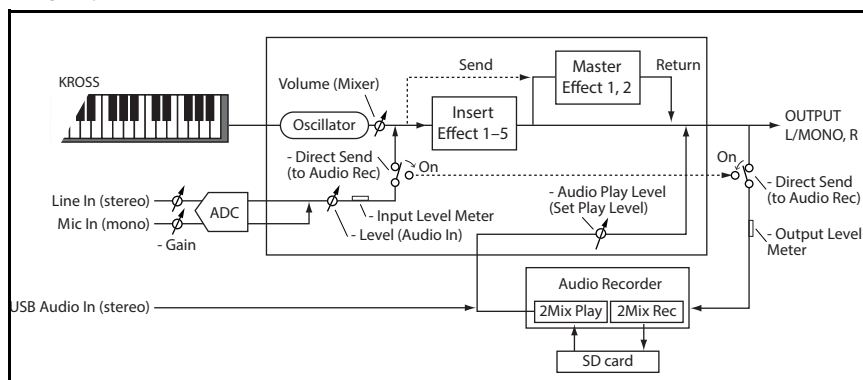 KROSS
Volume (Mixer)
Send
Master
Effect 1, 2
Return
Oscillator
Insert
Effect 1–5
OUTPUT
L/MONO, R
- Direct Send
(to Audio Rec)
On
On
- Direct Send
(to Audio Rec)
Line In (stereo)
Mic In (mono)
ADC
- Gain
- Input Level Meter
- Level (Audio In)
- Audio Play Level
(Set Play Level)
- Output Level
Meter
USB Audio In (stereo)
Audio Recorder
2Mix Play
2Mix Rec
SD card